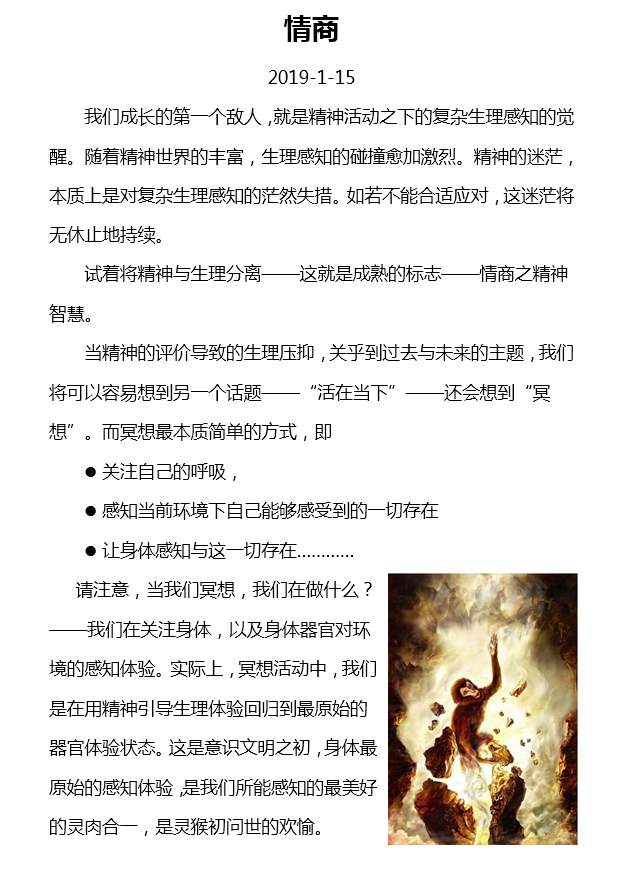 情商
2019-1-15
我们成长的第一个敌人，就是精神活动之下的复杂生理感知的觉
醒。随着精神世界的丰富，生理感知的碰撞愈加激烈。精神的迷茫，
本质上是对复杂生理感知的茫然失措。如若不能合适应对，这迷茫将
无休止地持续。
试着将精神与生理分离——这就是成熟的标志——情商之精神
智慧。
当精神的评价导致的生理压抑，关乎到过去与未来的主题，我们
将可以容易想到另一个话题——“活在当下”——还会想到“冥
想”。而冥想最本质简单的方式，即
● 关注自己的呼吸，
● 感知当前环境下自己能够感受到的一切存在
● 让身体感知与这一切存在…………
请注意，当我们冥想，我们在做什么？
——我们在关注身体，以及身体器官对环
境的感知体验。实际上，冥想活动中，我们
是在用精神引导生理体验回归到最原始的
器官体验状态。这是意识文明之初，身体最
原始的感知体验，是我们所能感知的最美好
的灵肉合一，是灵猴初问世的欢愉。